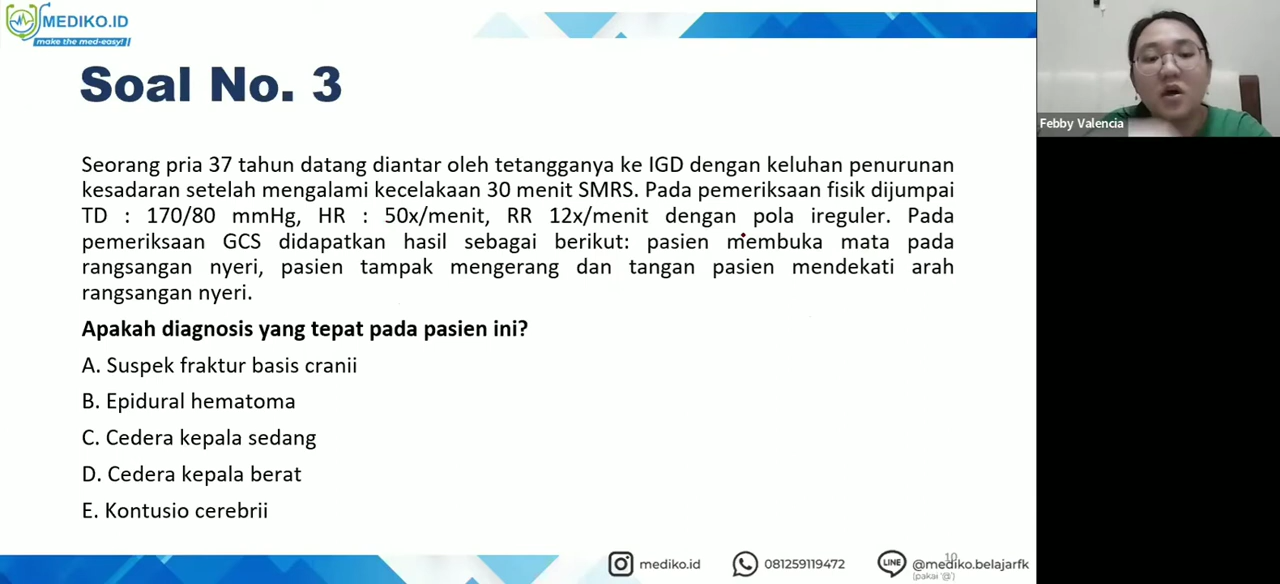 MEDIKO.ID
make the med-easy!
Soal No. 3
Febby Valencia
Seorang pria 37 tahun datang diantar oleh tetangganya ke IGD dengan keluhan penurunan
kesadaran setelah mengalami kecelakaan 30 menit SMRS. Pada pemeriksaan fisik dijumpai
TD : 170/80 mmHg, HR : 50x/menit, RR 12x/menit dengan pola ireguler. Pada
pemeriksaan GCS didapatkan hasil sebagai berikut: pasien membuka mata pada
rangsangan nyeri, pasien tampak mengerang dan tangan pasien mendekati arah
rangsangan nyeri.
Apakah diagnosis yang tepat pada pasien ini?
A. Suspek fraktur basis cranii
B. Epidural hematoma
C. Cedera kepala sedang
D. Cedera kepala berat
E. Kontusio cerebrii
mediko.id
081259119472
LINE
@mediko.belajarfk
(pakai '@')
10